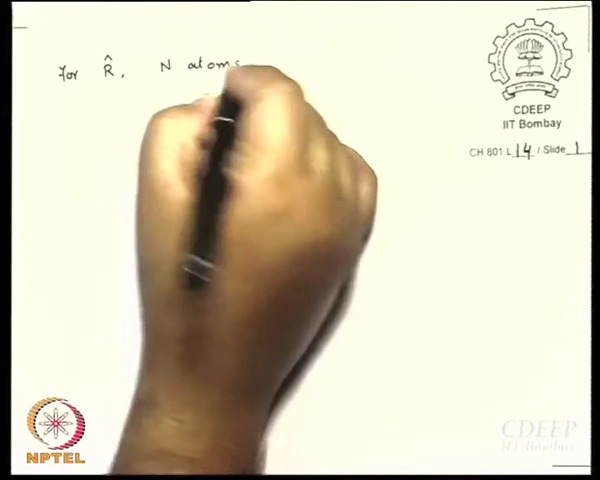 for R̂, N atoms
CDEEP
IIT Bombay
CH 801 L 14 / Slide 1
NPTEL
CDEEP
IIT Bombay